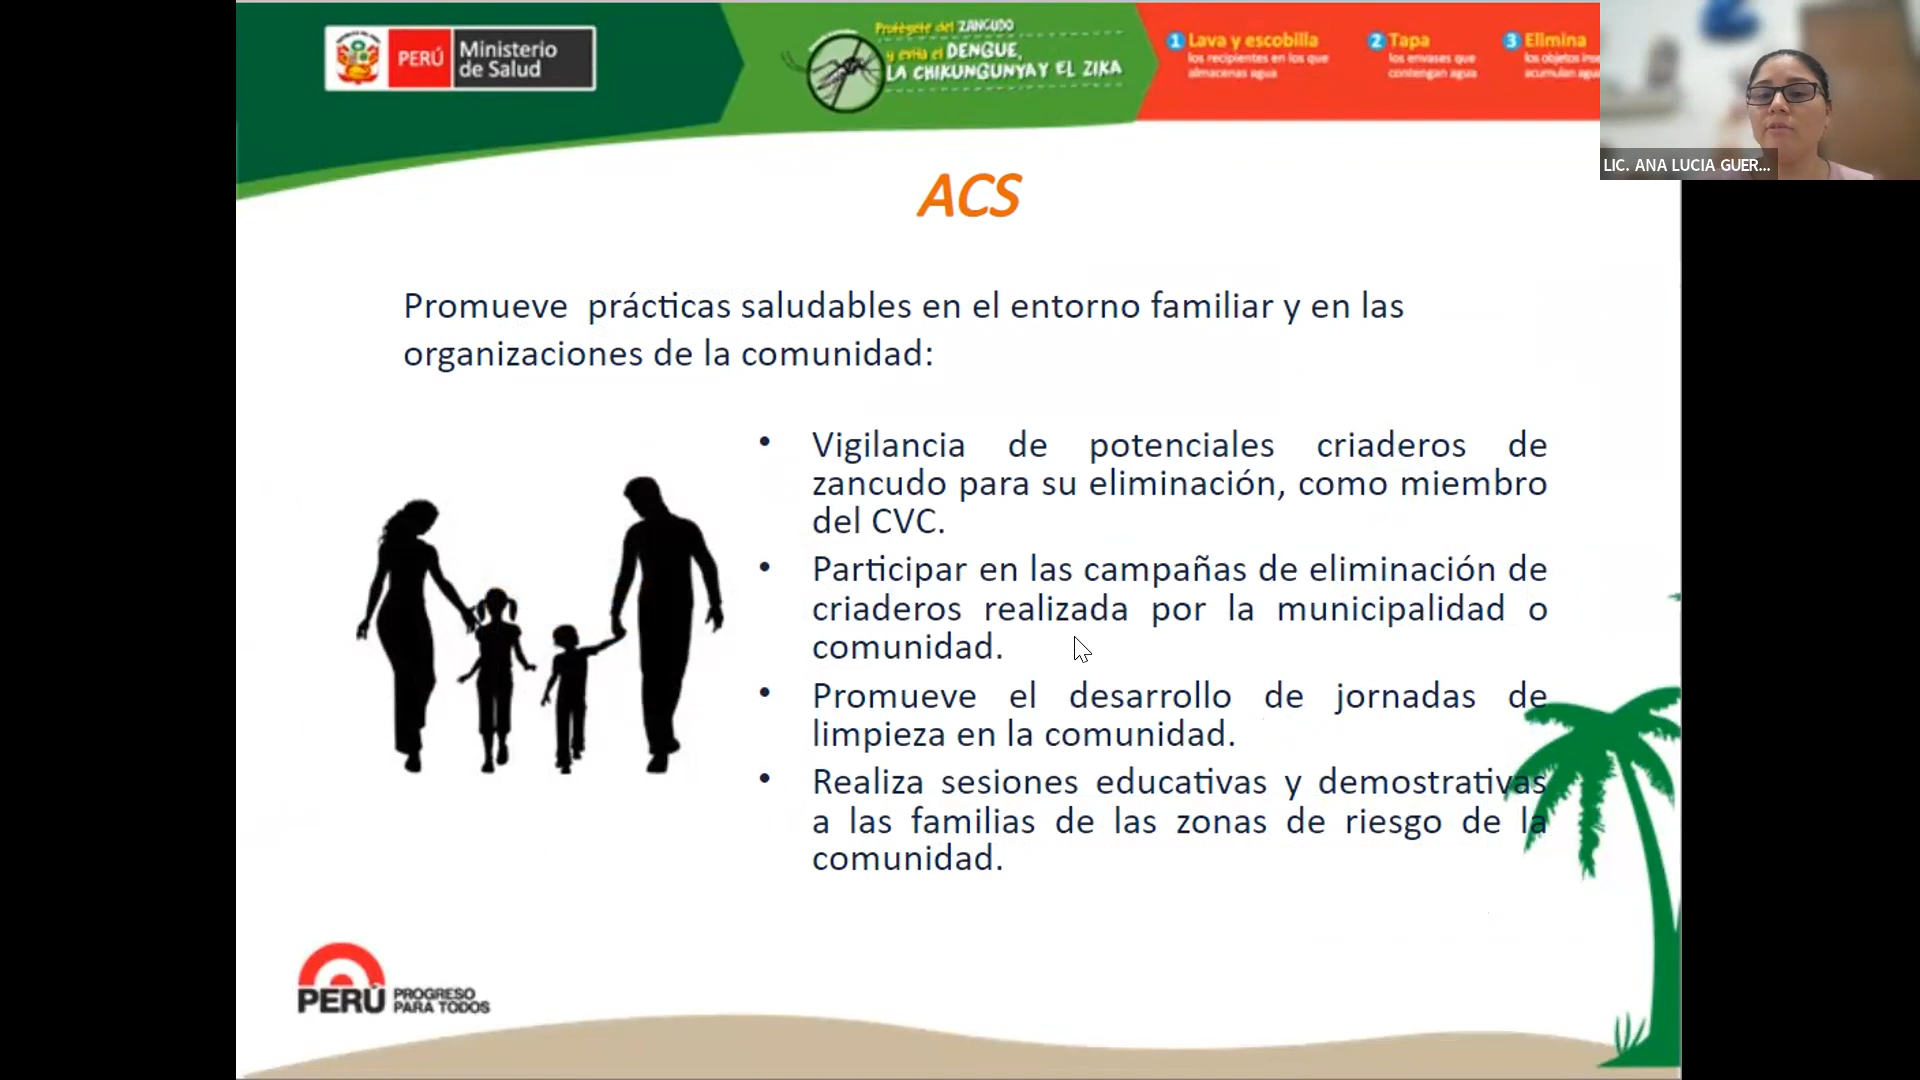 PERÚ
Ministerio
de Salud
Protégete del ZANCUDO
y evita el DENGUE,
LA CHIKUNGUNYA Y EL ZIKA
1 Lava y escobilla
los recipientes en los que
almacenas agua
2 Tapa
los envases que
contengan agua
3 Elimina
los objetos
acumulan
LIC. ANA LUCIA GUER...
ACS
Promueve prácticas saludables en el entorno familiar y en las
organizaciones de la comunidad:
• Vigilancia de potenciales criaderos de
zancudo para su eliminación, como miembro
del CVC.
• Participar en las campañas de eliminación de
criaderos realizada por la municipalidad o
comunidad.
• Promueve el desarrollo de jornadas de
limpieza en la comunidad.
• Realiza sesiones educativas y demostrativas
a las familias de las zonas de riesgo de la
comunidad.
PERÚ
PROGRESO
PARA TODOS